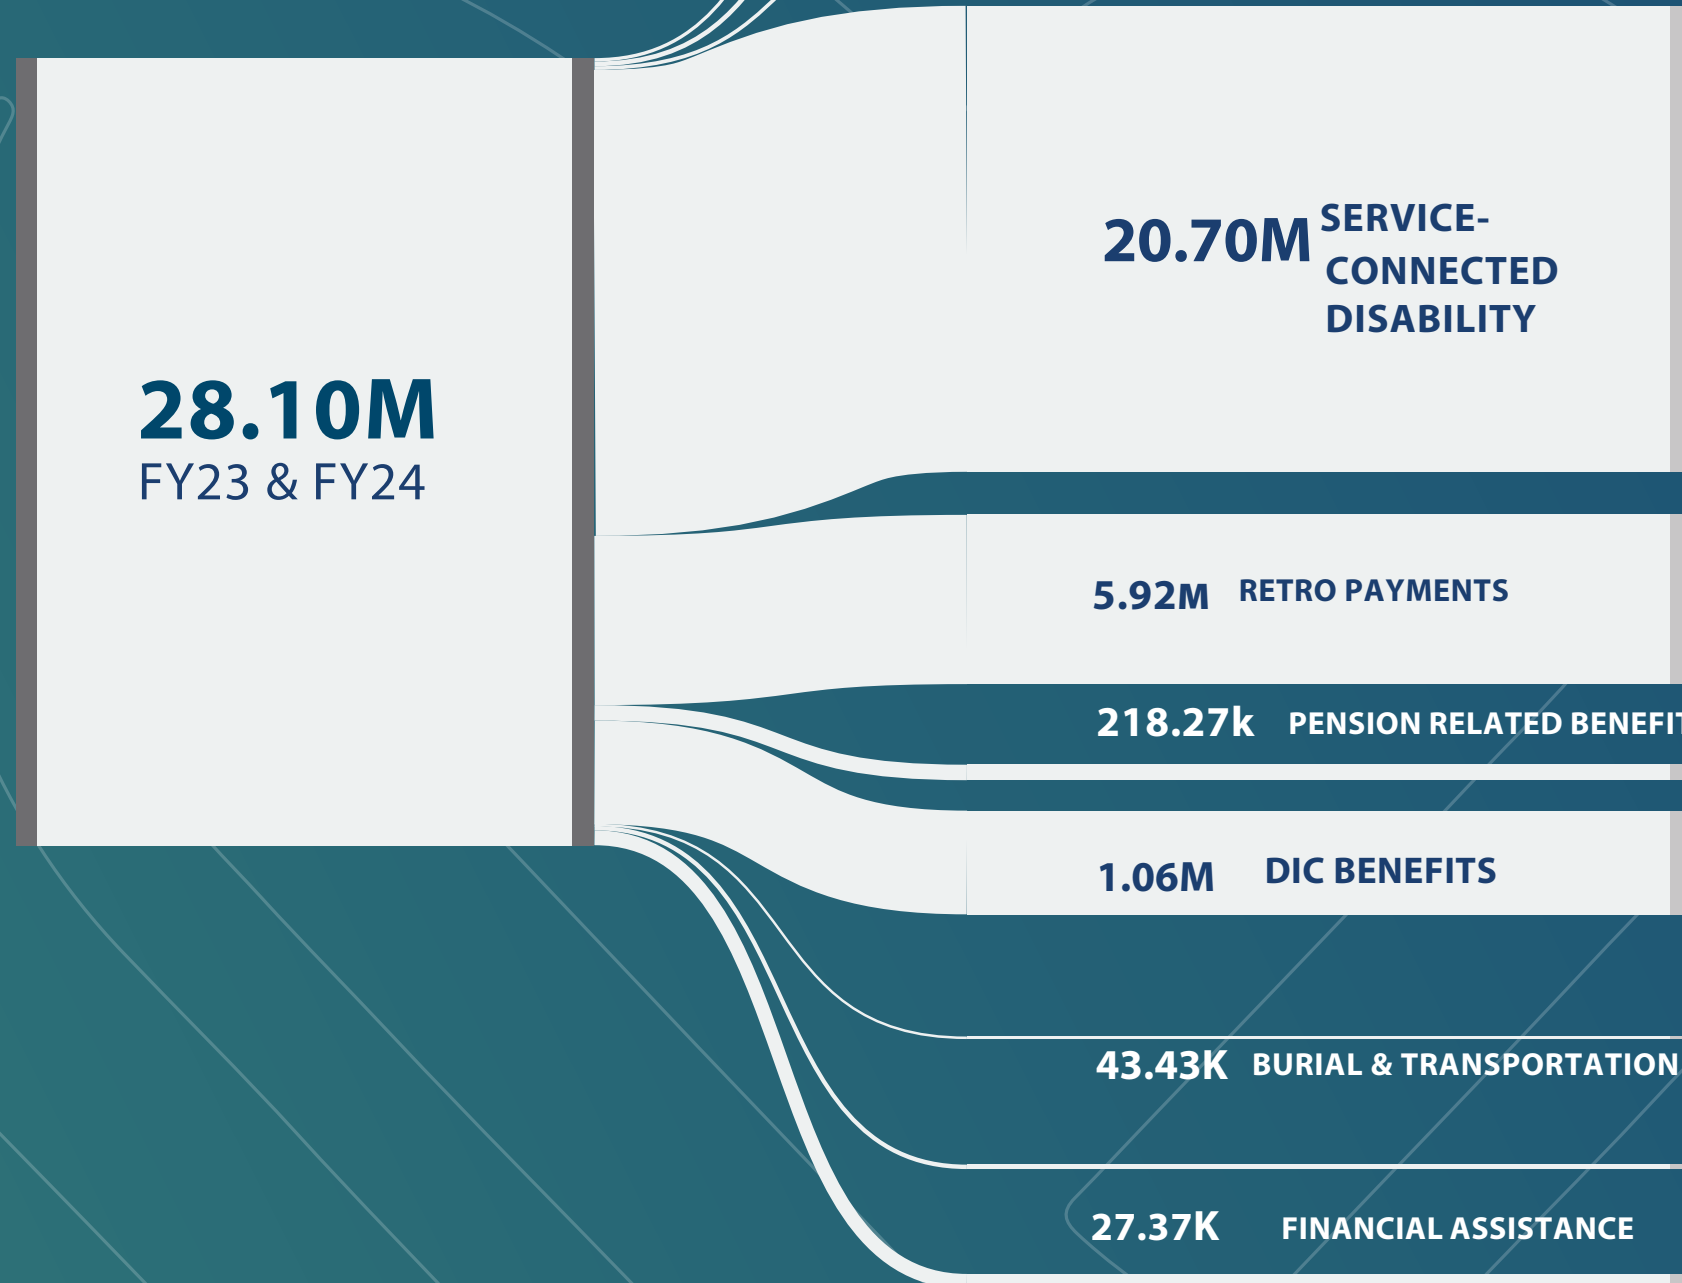 28.10M
FY23 & FY24
20.70M SERVICE-
CONNECTED
DISABILITY
5.92M RETRO PAYMENTS
218.27k PENSION RELATED BENEFIT
1.06M DIC BENEFITS
43.43K BURIAL & TRANSPORTATION
27.37K FINANCIAL ASSISTANCE